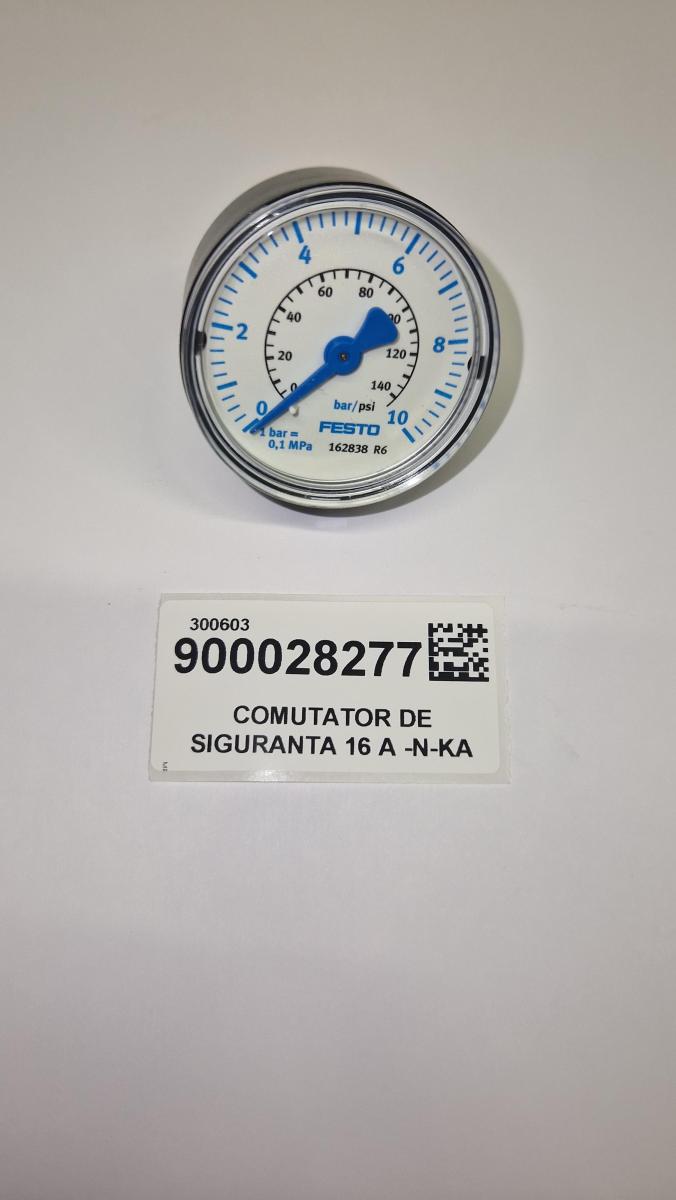 4
6
60
80
40
100
2
20
120
8
0
140
0
bar/psi
10
1 bar =
0,1 MPa
FESTO
162838 R6
300603
900028277
COMUTATOR DE
SIGURANTA 16 A -N-KA